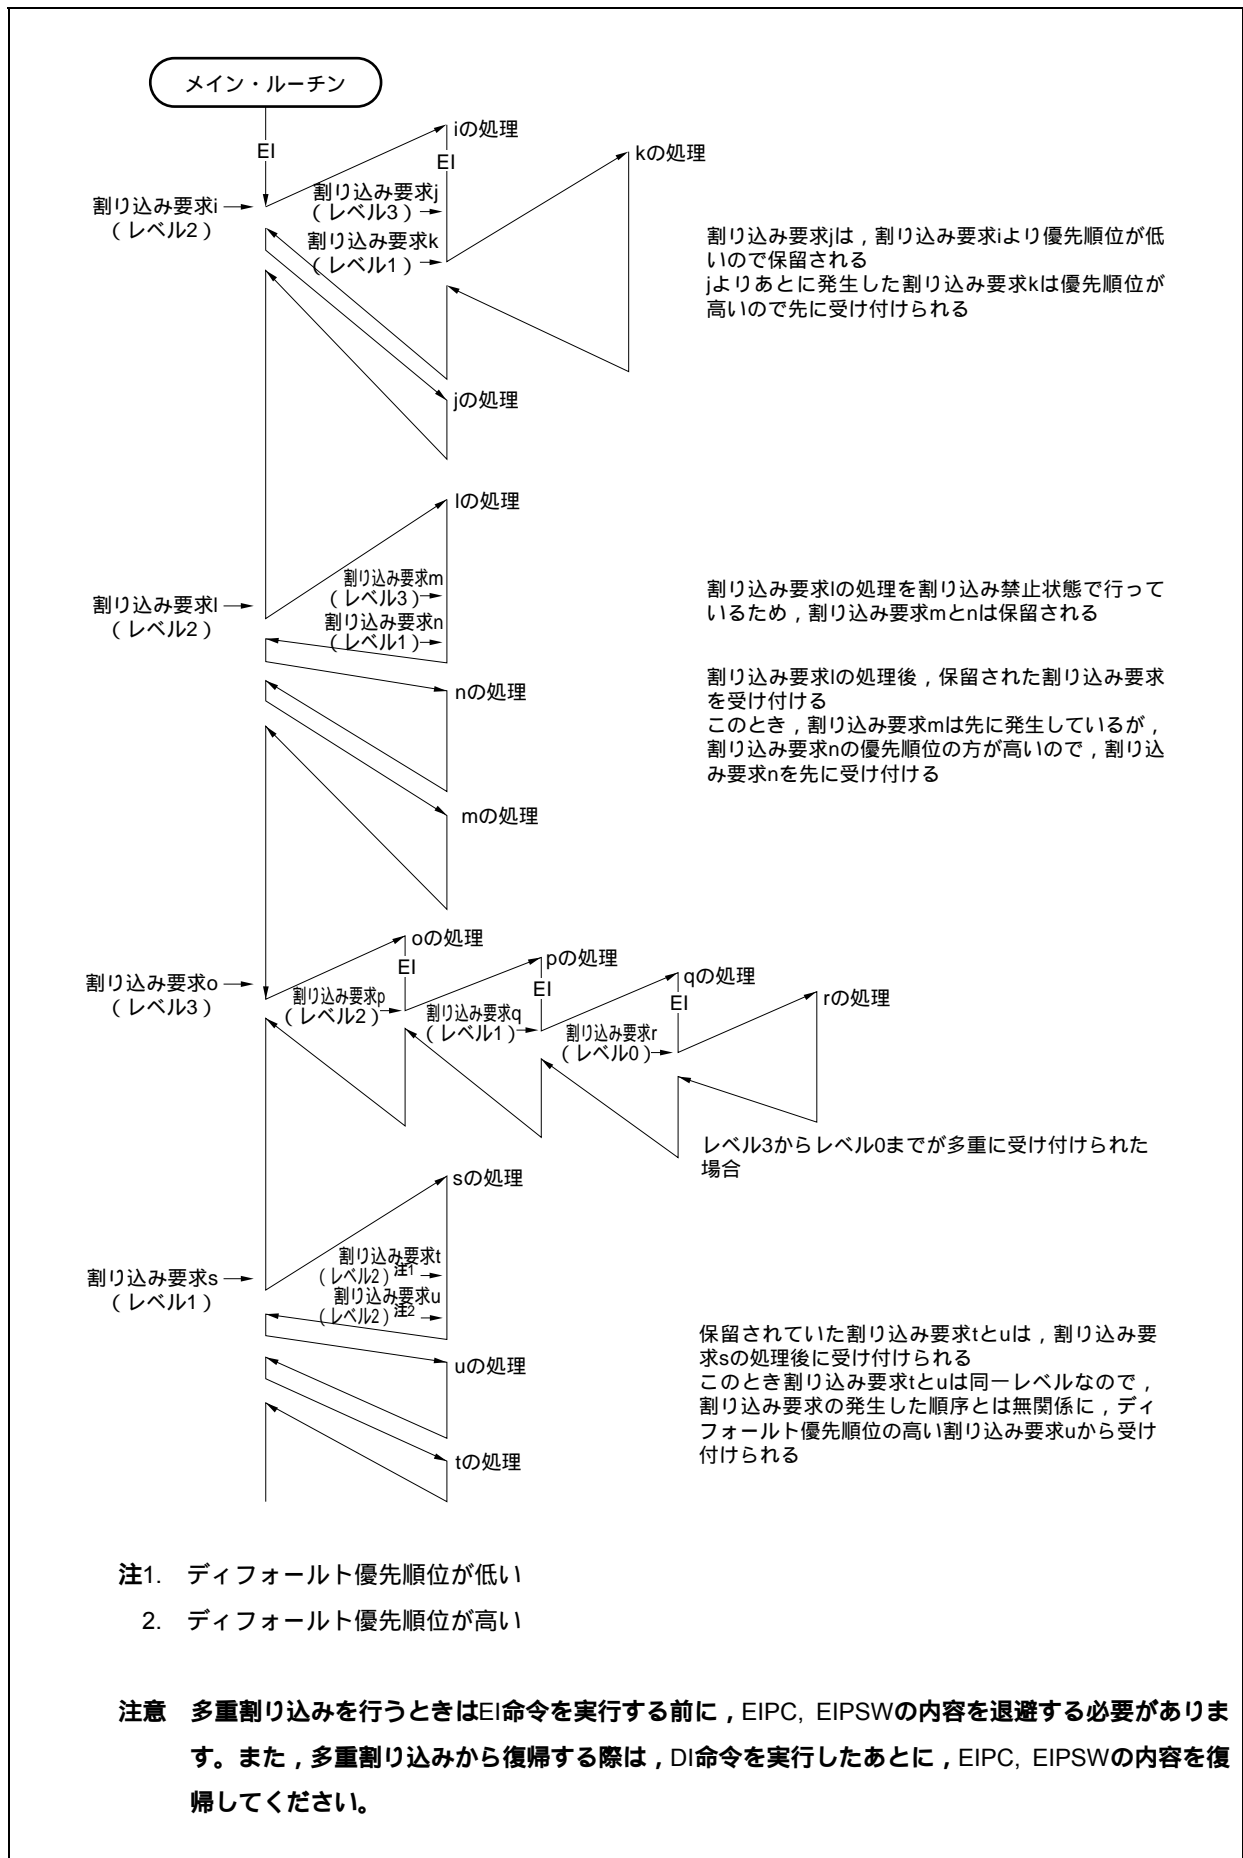 メイン・ルーチン
EI
iの処理
EI
kの処理
割り込み要求i
（レベル2）
割り込み要求j
（レベル3）
割り込み要求k
（レベル1）
割り込み要求jは，割り込み要求iより優先順位が低
いので保留される
jよりあとに発生した割り込み要求kは優先順位が
高いので先に受け付けられる
jの処理
lの処理
割り込み要求l
（レベル2）
割り込み要求m
（レベル3）
割り込み要求n
（レベル1）
割り込み要求lの処理を割り込み禁止状態で行って
いるため，割り込み要求mとnは保留される
nの処理
割り込み要求lの処理後，保留された割り込み要求
を受け付ける
このとき，割り込み要求mは先に発生しているが，
割り込み要求nの優先順位の方が高いので，割り込
み要求nを先に受け付ける
mの処理
oの処理
EI
pの処理
EI
qの処理
EI
rの処理
割り込み要求o
（レベル3）
割り込み要求p
（レベル2）
割り込み要求q
（レベル1）
割り込み要求r
（レベル0）
レベル3からレベル0までが多重に受け付けられた
場合
sの処理
割り込み要求s
（レベル1）
割り込み要求t
（レベル2）注1
割り込み要求u
（レベル2）注2
uの処理
保留されていた割り込み要求tとuは，割り込み要
求sの処理後に受け付けられる
このとき割り込み要求tとuは同一レベルなので，
割り込み要求の発生した順序とは無関係に，ディ
フォールト優先順位の高い割り込み要求uから受け
付けられる
tの処理
注1. ディフォールト優先順位が低い
2. ディフォールト優先順位が高い
注意 多重割り込みを行うときはEI命令を実行する前に，EIPC, EIPSWの内容を退避する必要がありま
す。また，多重割り込みから復帰する際は，DI命令を実行したあとに，EIPC, EIPSWの内容を復
帰してください。